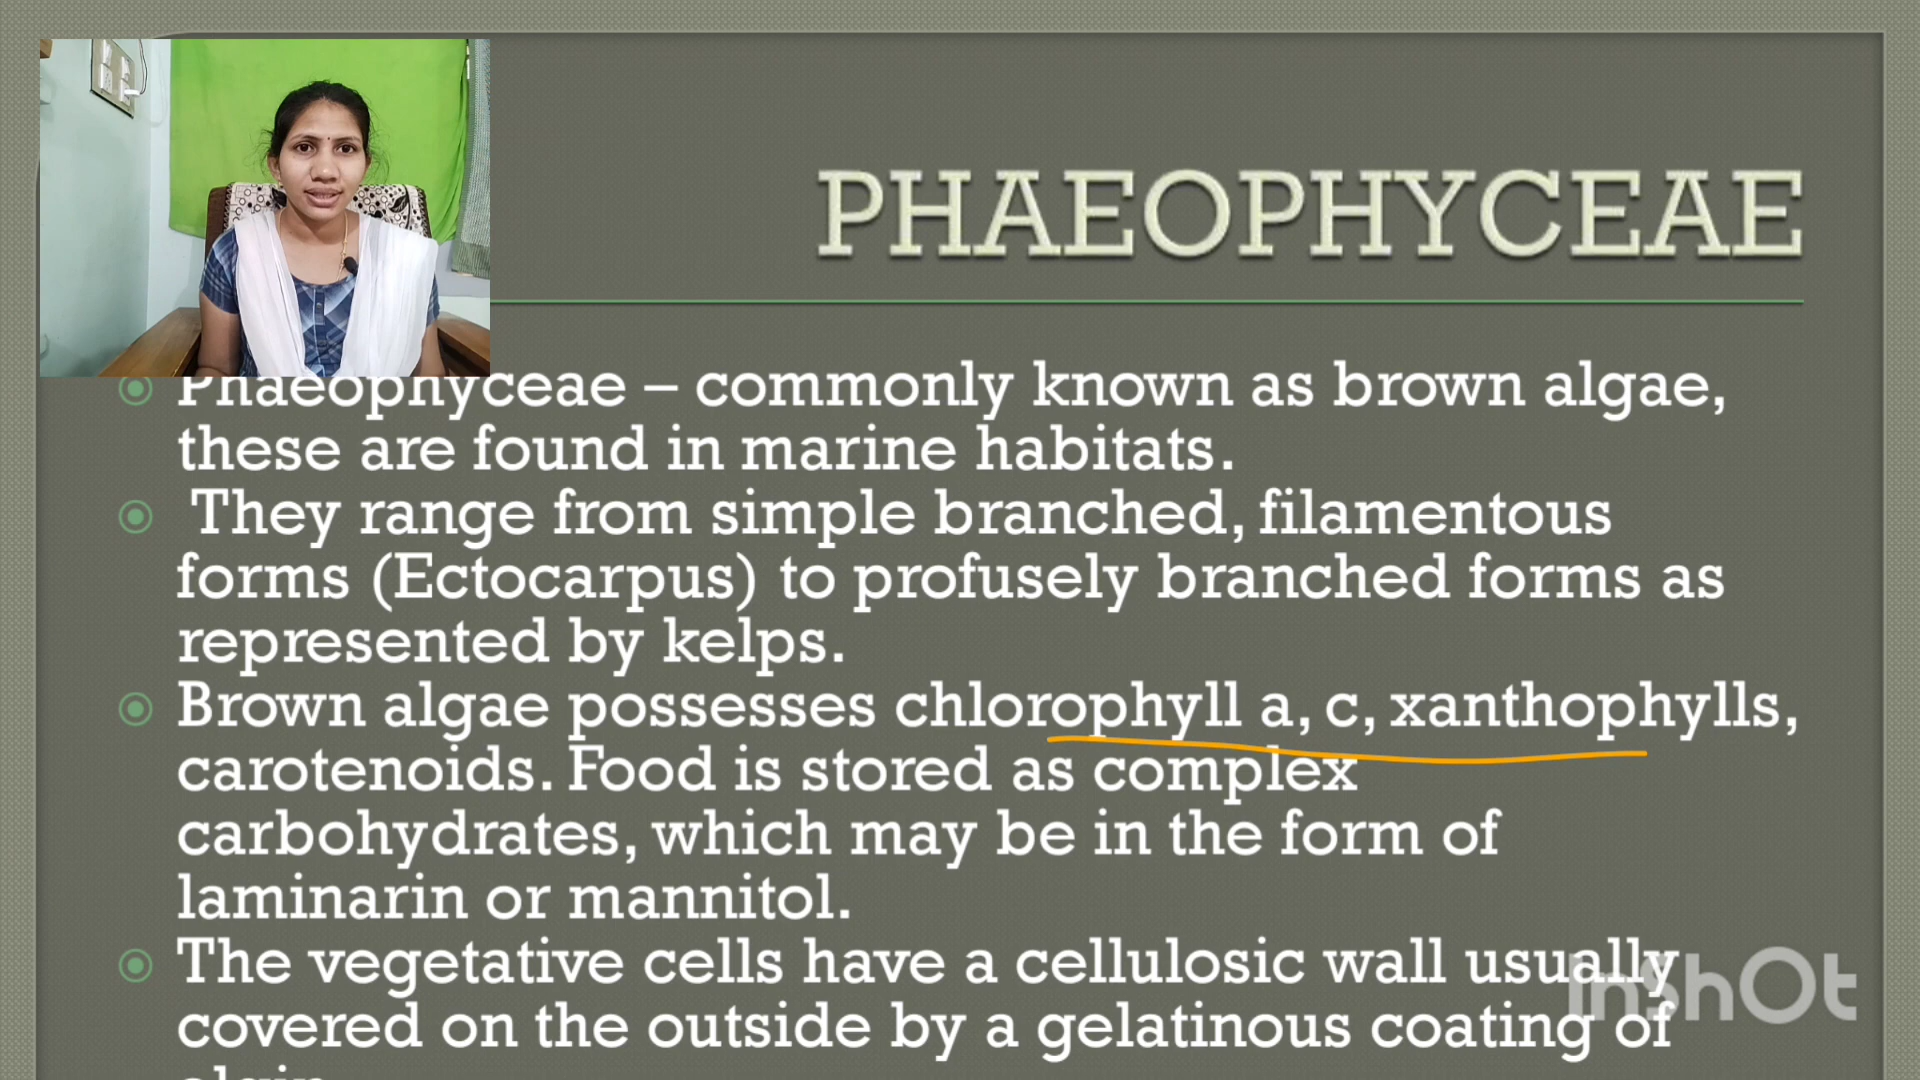 PHAEOPHYCEAE
Phaeophyceae – commonly known as brown algae,
these are found in marine habitats.
They range from simple branched, filamentous
forms (Ectocarpus) to profusely branched forms as
represented by kelps.
Brown algae possesses chlorophyll a, c, xanthophylls,
carotenoids. Food is stored as complex
carbohydrates, which may be in the form of
laminarin or mannitol.
The vegetative cells have a cellulosic wall usually
covered on the outside by a gelatinous coating of
InShOt